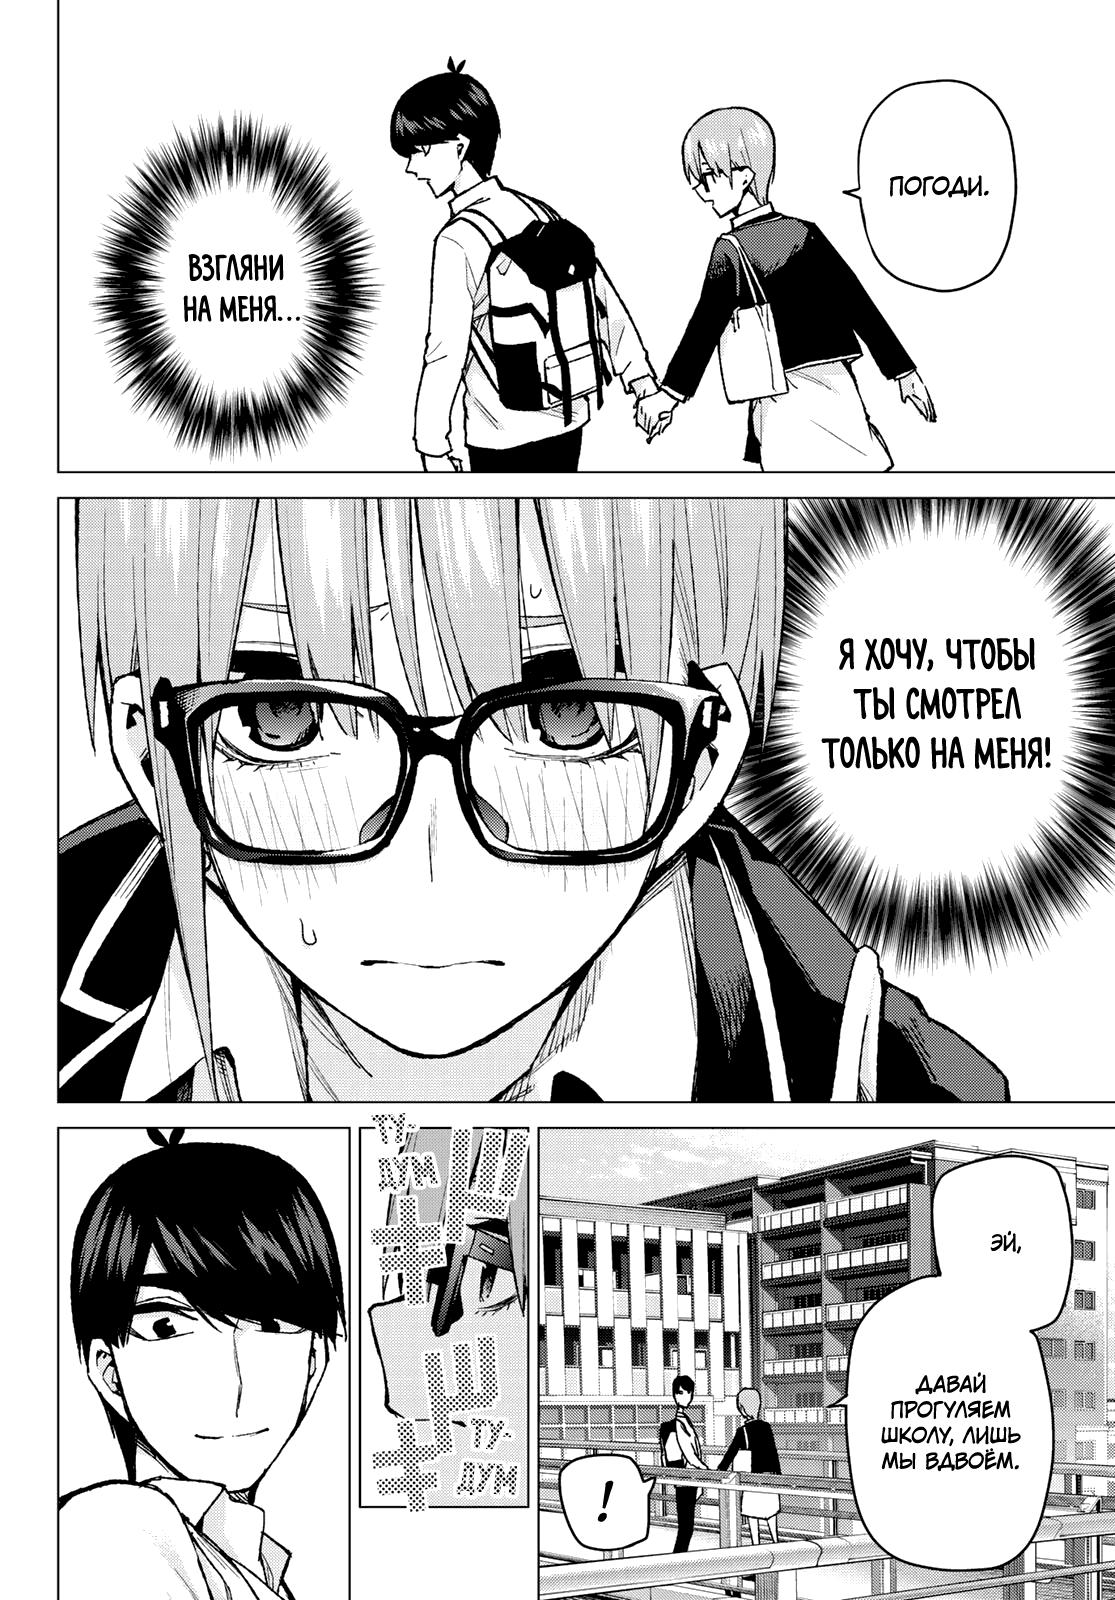 ПОГОДИ.
ВЗГЛЯНИ
НА МЕНЯ...
Я ХОЧУ, ЧТОБЫ
ТЫ СМОТРЕЛ
ТОЛЬКО НА МЕНЯ!
ЭЙ,
ДАВАЙ
ПРОГУЛЯЕМ
ШКОЛУ, ЛИШЬ
МЫ ВДВОЁМ.
!
ТУ-
ДУМ
ТУ-
ДУМ